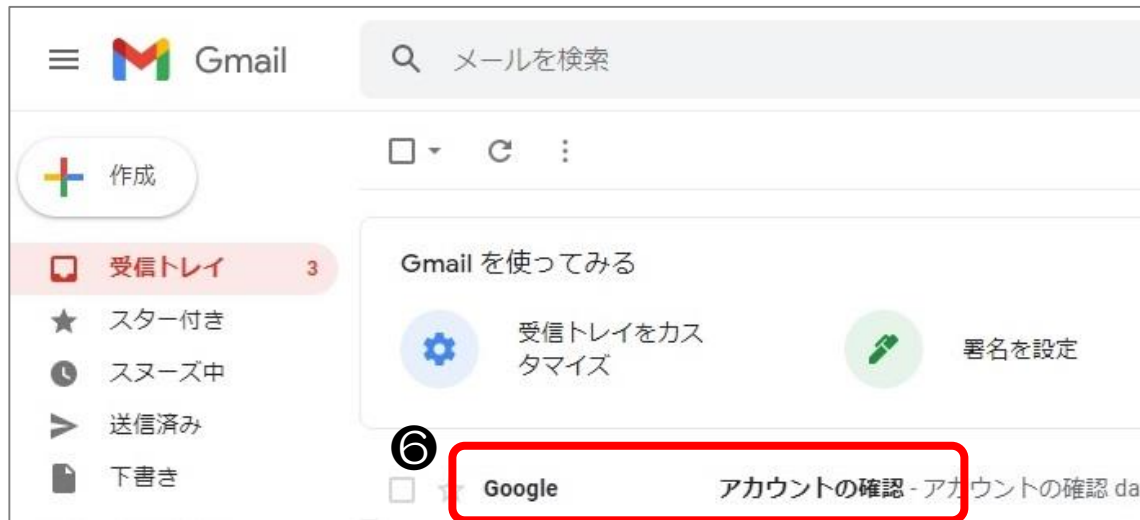 Gmail
メールを検索
作成
受信トレイ 3
スター付き
スヌーズ中
送信済み
下書き
Gmail を使ってみる
受信トレイをカス
タマイズ
署名を設定
❻
Google アカウントの確認 - アカウントの確認 da